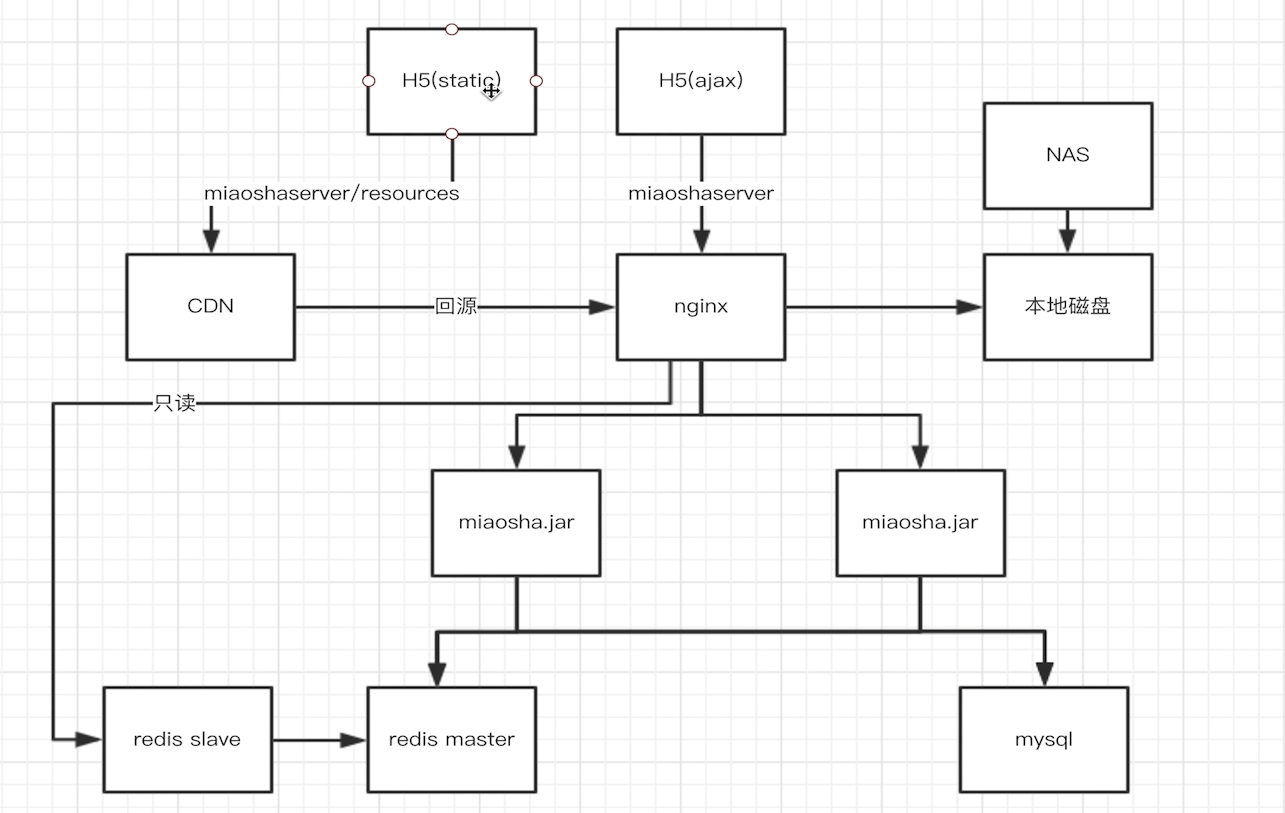 H5(static)
H5(ajax)
NAS
miaoshaserver/resources
miaoshaserver
CDN
回源
nginx
本地磁盘
只读
miaosha.jar
miaosha.jar
redis slave
redis master
mysql